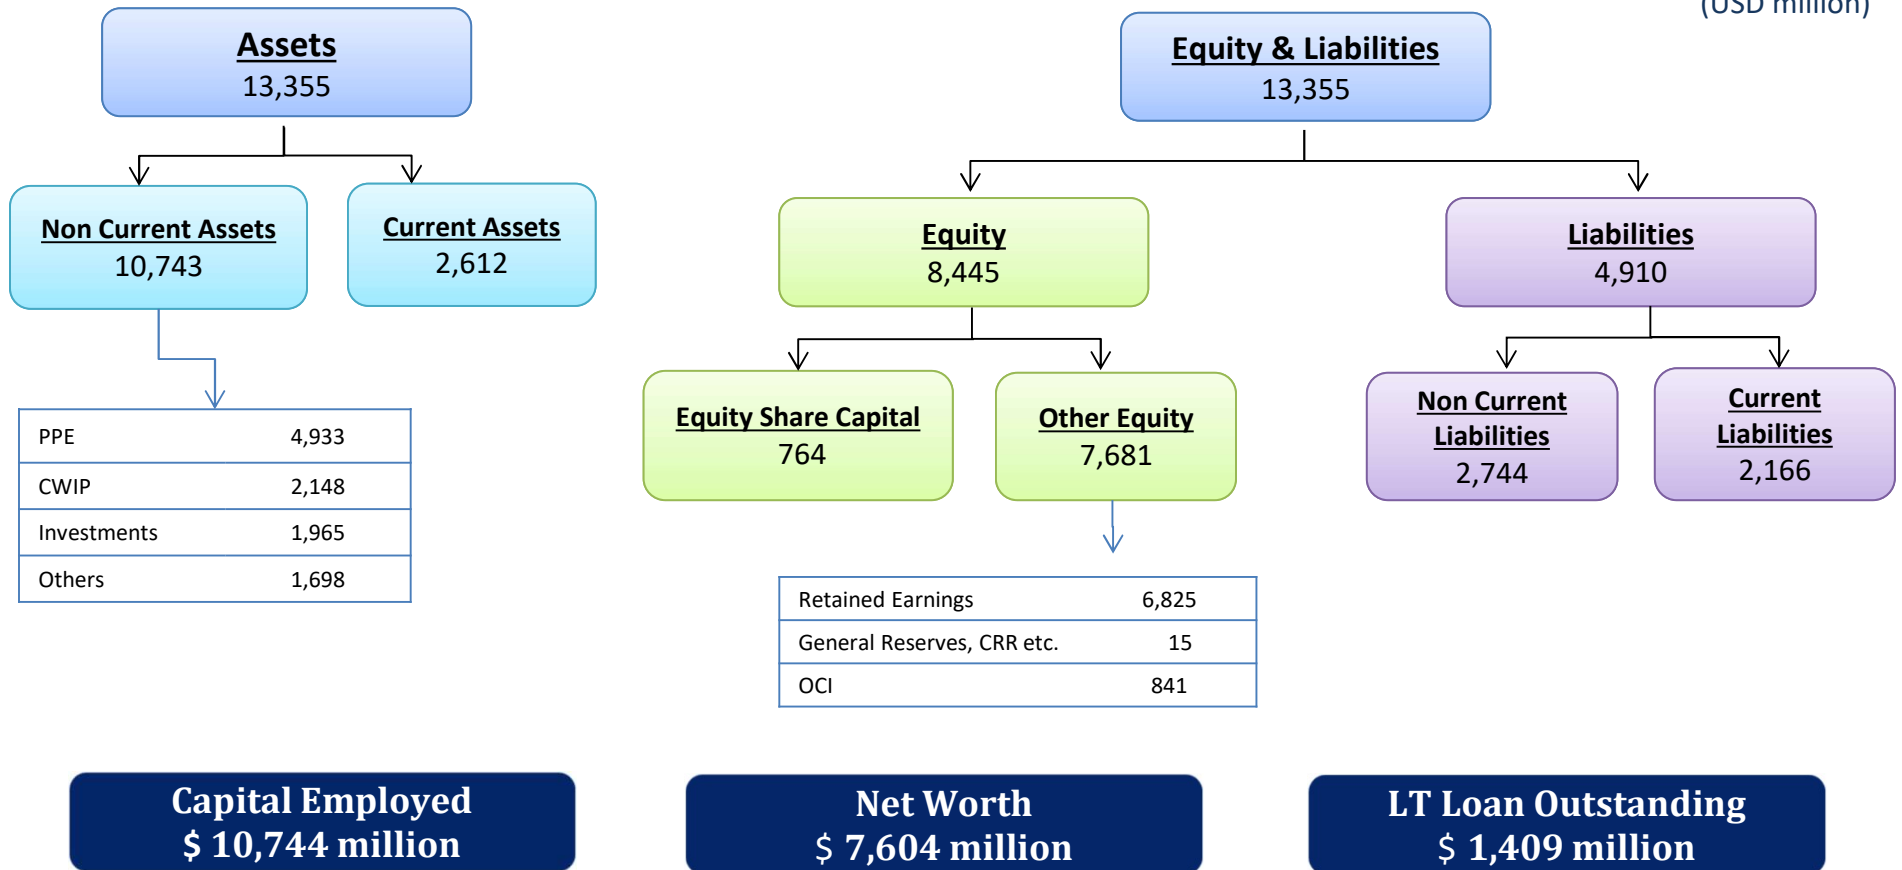 (USD million)
Assets
13,355
Equity & Liabilities
13,355
Non Current Assets
10,743
Current Assets
2,612
Equity
8,445
Liabilities
4,910
PPE 4,933
CWIP 2,148
Investments 1,965
Others 1,698
Equity Share Capital
764
Other Equity
7,681
Non Current
Liabilities
2,744
Current
Liabilities
2,166
Retained Earnings 6,825
General Reserves, CRR etc. 15
OCI 841
Capital Employed
$ 10,744 million
Net Worth
$ 7,604 million
LT Loan Outstanding
$ 1,409 million